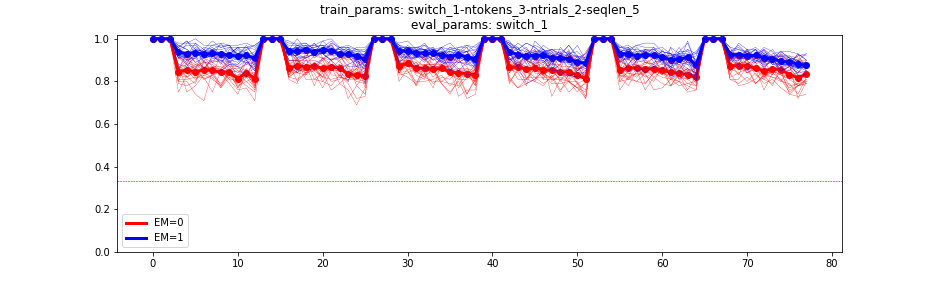 train_params: switch_1-ntokens_3-ntrials_2-seqlen_5
eval_params: switch_1
1.0
0.8
0.6
0.4
0.2
0.0
EM=0
EM=1
0 10 20 30 40 50 60 70 80